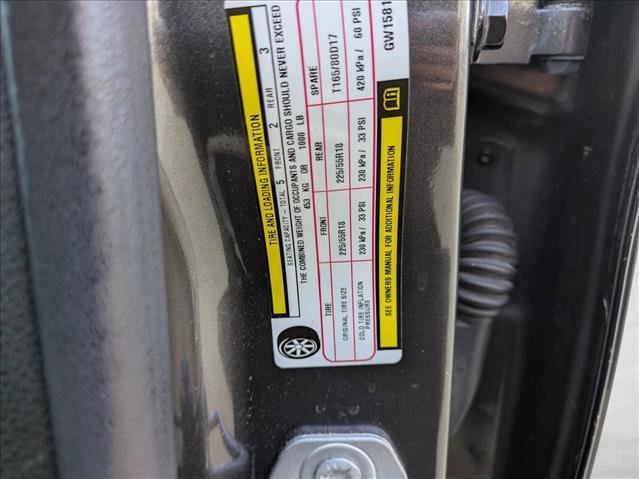 TIRE AND LOADING INFORMATION
SEATING CAPACITY - TOTAL 5 FRONT 2 REAR 3
THE COMBINED WEIGHT OF OCCUPANTS AND CARGO SHOULD NEVER EXCEED
453 KG OR 1000 LB
TIRE FRONT REAR SPARE
ORIGINAL TIRE SIZE 225/55R18 225/55R18 T165/80D17
COLD TIRE INFLATION PRESSURE 230 kPa / 33 PSI 230 kPa / 33 PSI 420 kPa / 60 PSI
SEE OWNERS MANUAL FOR ADDITIONAL INFORMATION
GW1581